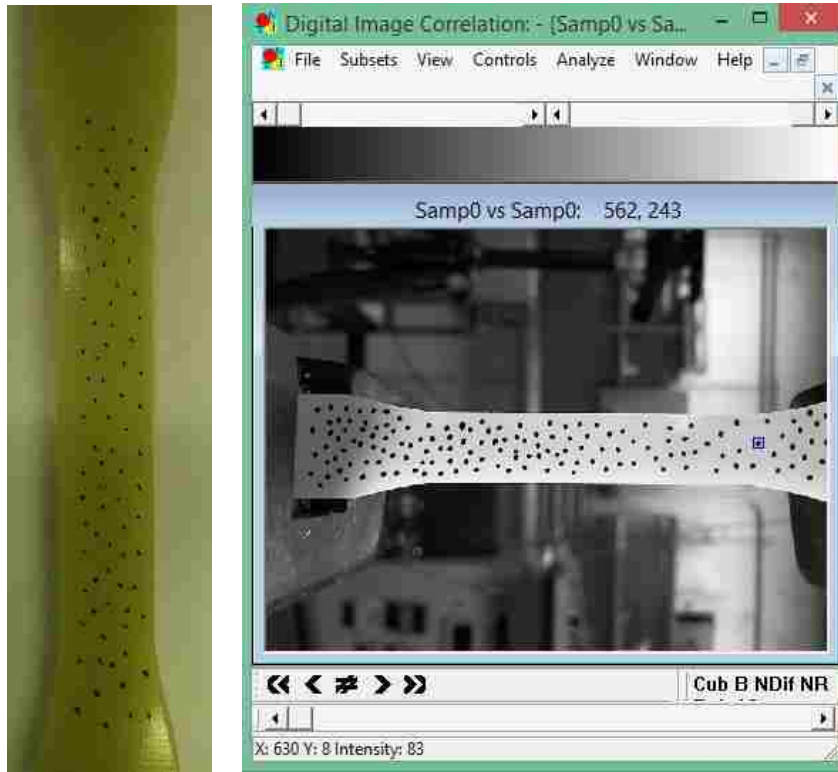 Digital Image Correlation: - [Samp0 vs Sa...
File Subsets View Controls Analyze Window Help
Samp0 vs Samp0: 562, 243
Cub B NDif NR
X: 630 Y: 8 Intensity: 83